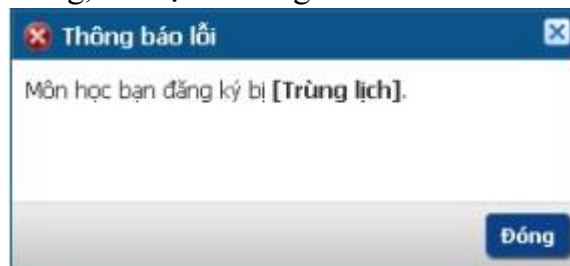 Thông báo lỗi
Môn học bạn đăng ký bị [Trùng lịch].
Đóng